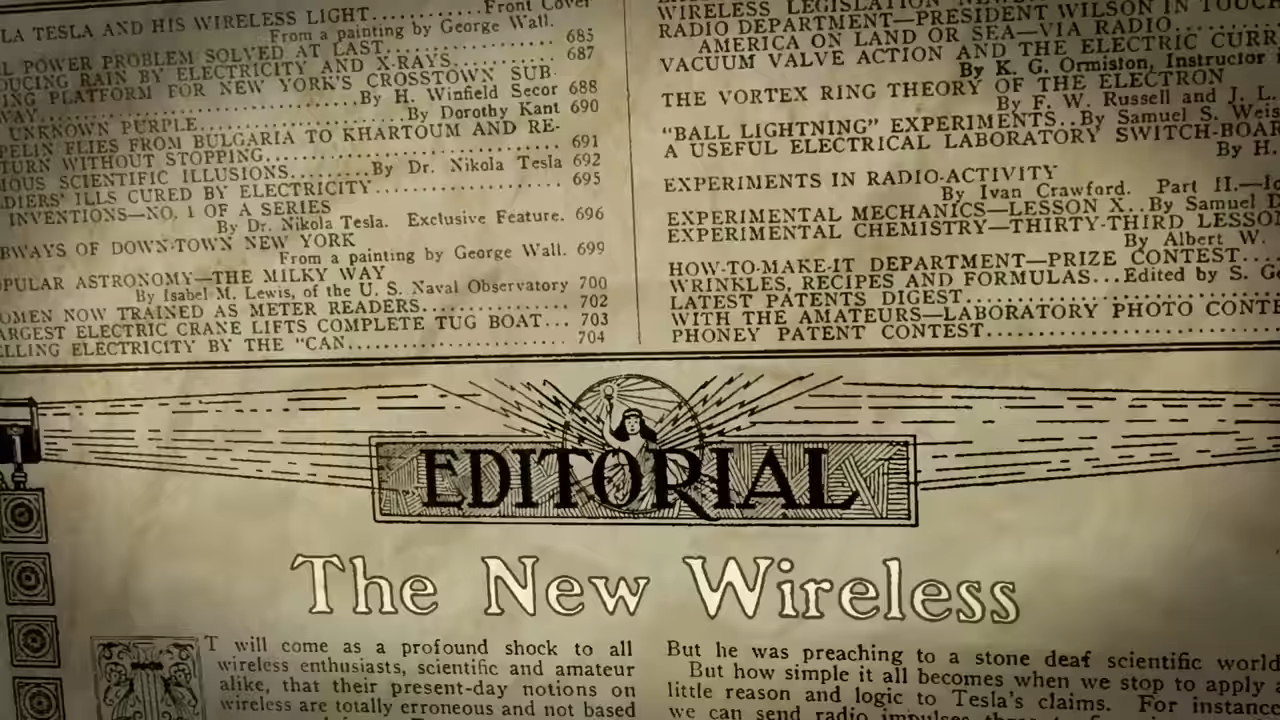 LA TESLA AND HIS WIRELESS LIGHT............Front Cover
From a painting by George Wall.
L POWER PROBLEM SOLVED AT LAST.................. 685
DUCING RAIN BY ELECTRICITY AND X-RAYS........... 687
ING PLATFORM FOR NEW YORK'S CROSSTOWN SUB-
WAY.......................By H. Winfield Secor 688
UNKNOWN PURPLE.....................By Dorothy Kant 690
PELIN FLIES FROM BULGARIA TO KHARTOUM AND RE-
TURN WITHOUT STOPPING.......................... 691
IOUS SCIENTIFIC ILLUSIONS.........By Dr. Nikola Tesla 692
DIERS' ILLS CURED BY ELECTRICITY.................... 695
INVENTIONS—NO. 1 OF A SERIES
By Dr. Nikola Tesla. Exclusive Feature. 696
BWAYS OF DOWN-TOWN NEW YORK
From a painting by George Wall. 699
PULAR ASTRONOMY—THE MILKY WAY
By Isabel M. Lewis, of the U. S. Naval Observatory 700
OMEN NOW TRAINED AS METER READERS............... 702
ARGEST ELECTRIC CRANE LIFTS COMPLETE TUG BOAT... 703
LLING ELECTRICITY BY THE "CAN...................... 704
WIRELESS LEGISLATION
RADIO DEPARTMENT—PRESIDENT WILSON IN TOUCH
AMERICA ON LAND OR SEA—VIA RADIO..........
VACUUM VALVE ACTION AND THE ELECTRIC CURR
By K. G. Ormiston, Instructor
THE VORTEX RING THEORY OF THE ELECTRON
By F. W. Russell and J. L.
"BALL LIGHTNING" EXPERIMENTS..By Samuel S. Weis
A USEFUL ELECTRICAL LABORATORY SWITCH-BOAR
By H.
EXPERIMENTS IN RADIO-ACTIVITY
By Ivan Crawford. Part II.—Io
EXPERIMENTAL MECHANICS—LESSON X..By Samuel D
EXPERIMENTAL CHEMISTRY—THIRTY-THIRD LESSO
By Albert W.
HOW-TO-MAKE-IT DEPARTMENT—PRIZE CONTEST....
WRINKLES, RECIPES AND FORMULAS...Edited by S. Ge
LATEST PATENTS DIGEST...........................
WITH THE AMATEURS—LABORATORY PHOTO CONTE
PHONEY PATENT CONTEST...........................
EDITORIAL
The New Wireless
T will come as a profound shock to all
wireless enthusiasts, scientific and amateur
alike, that their present-day notions on
wireless are totally erroneous and not based
But he was preaching to a stone deaf scientific world
But how simple it all becomes when we stop to apply a
little reason and logic to Tesla's claims. For instance
we can send radio impulses